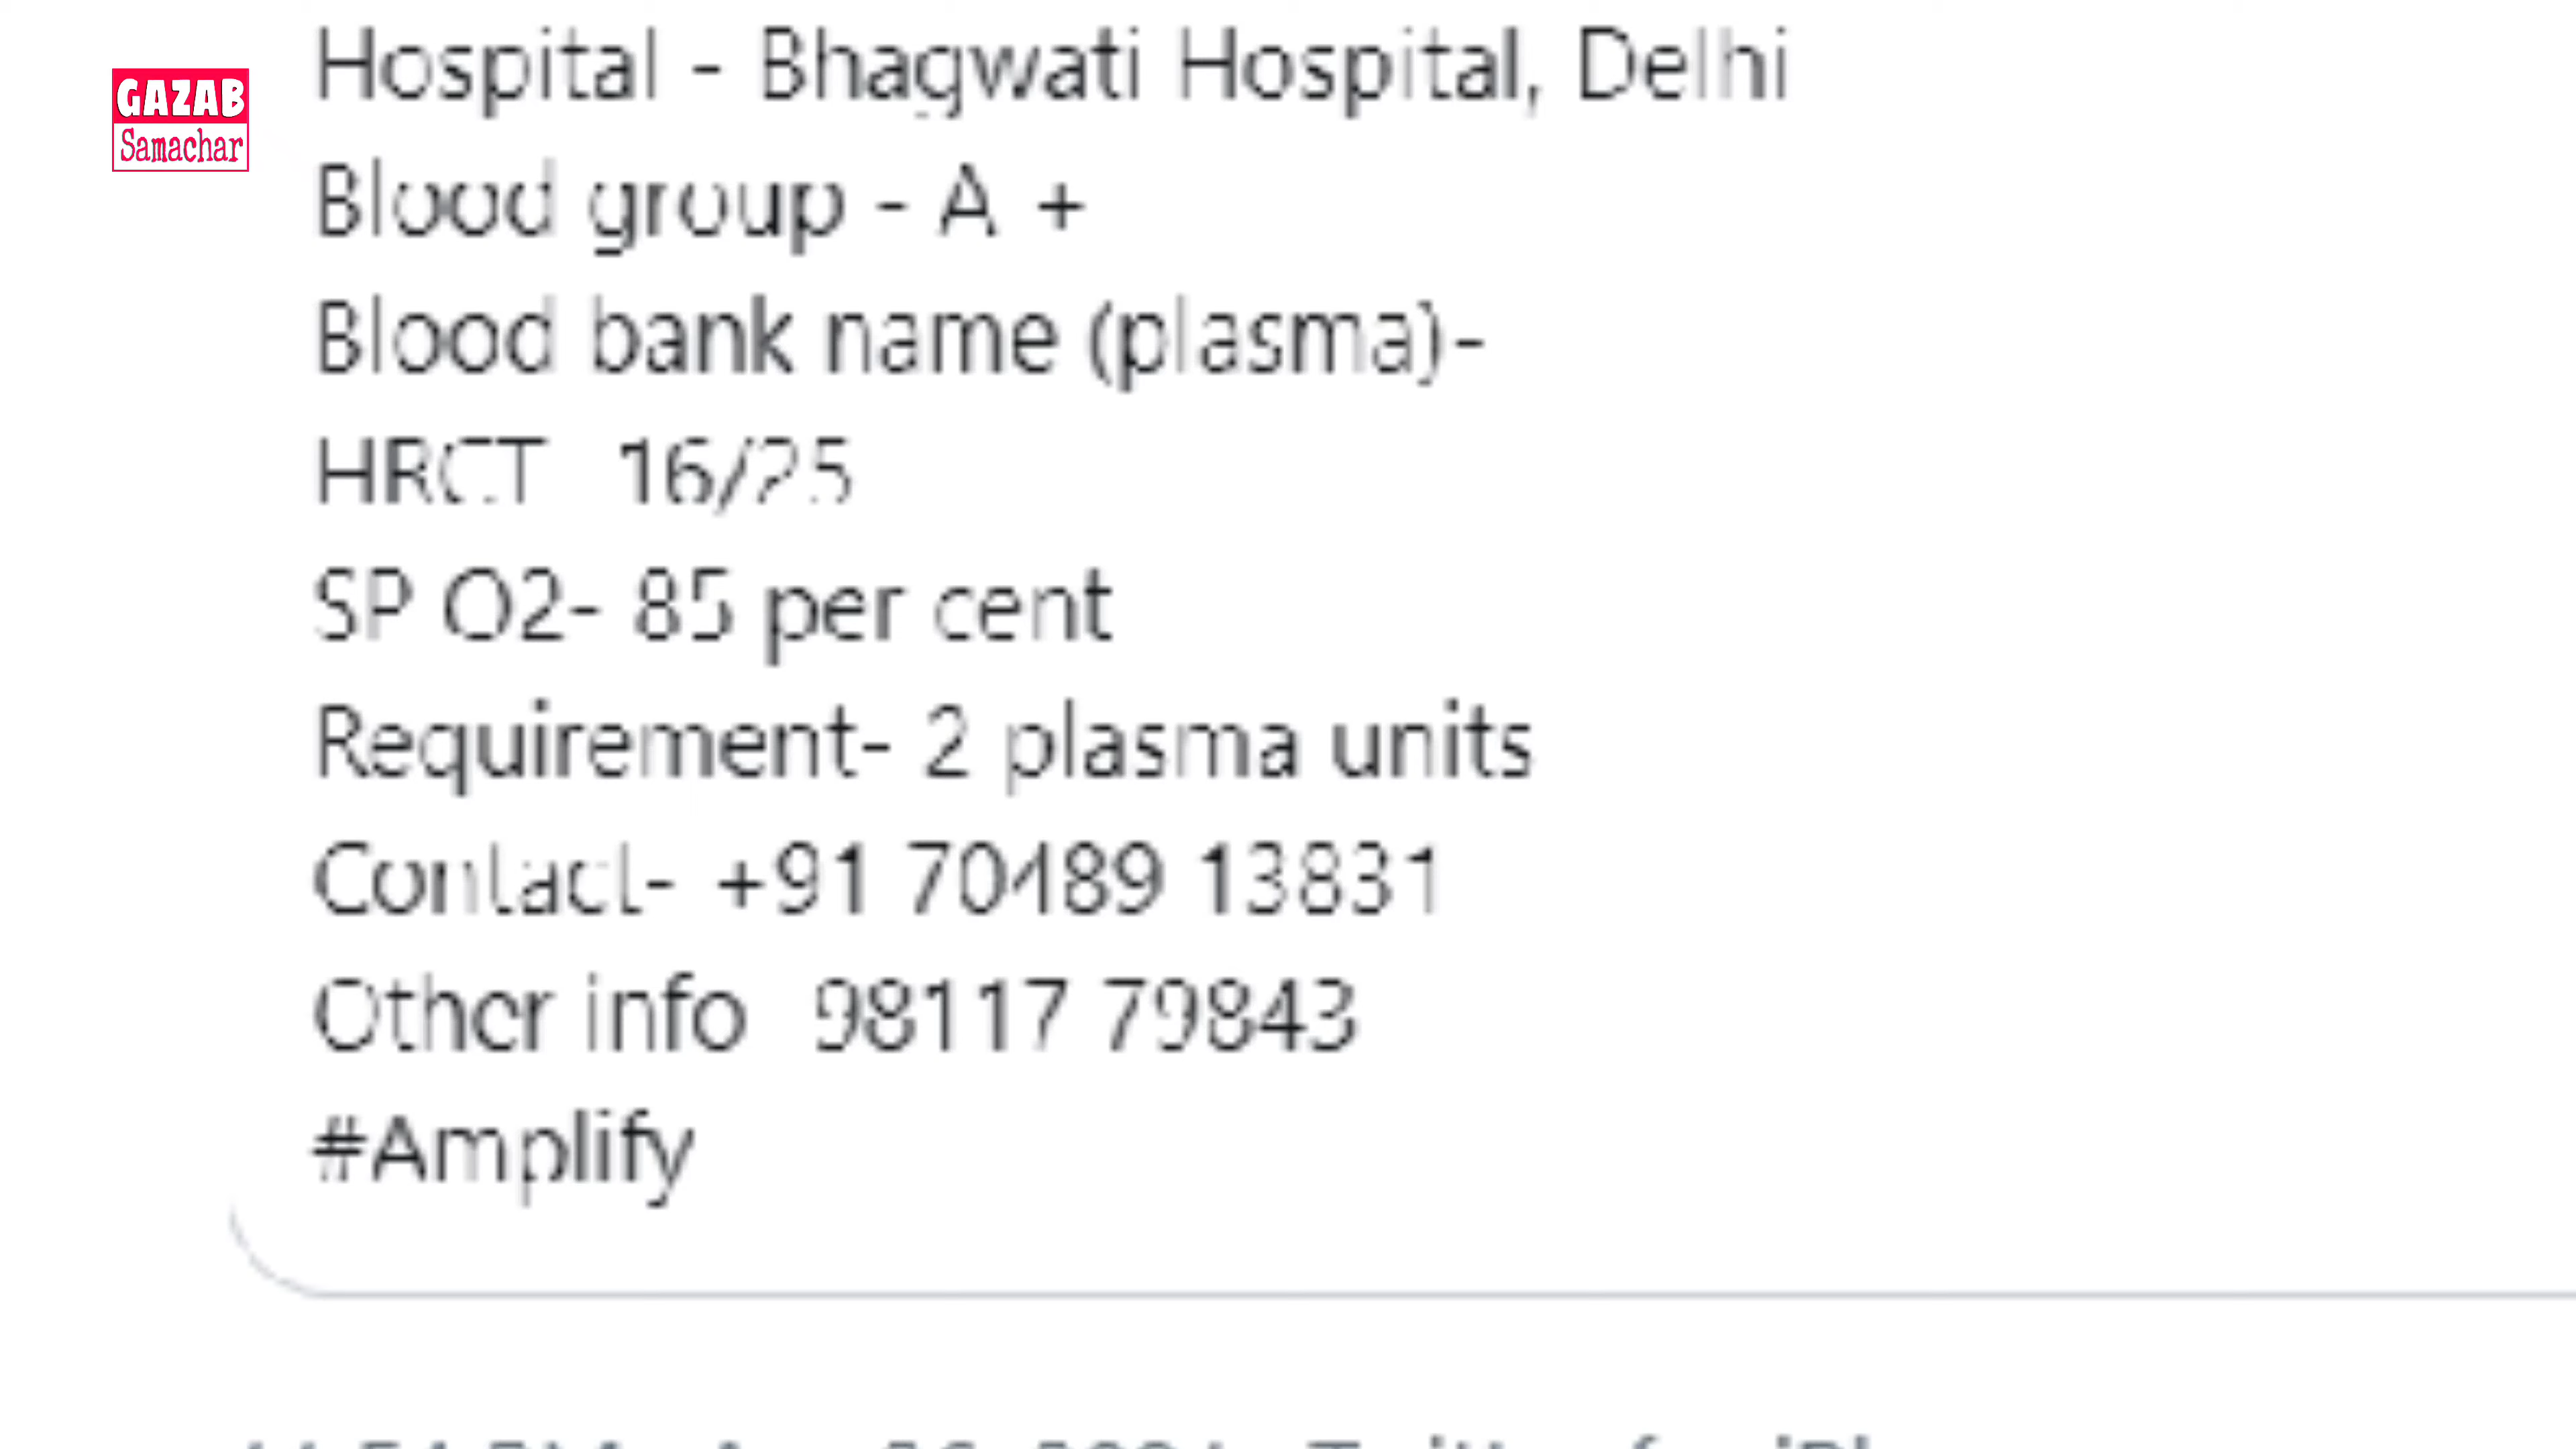 GAZAB
Samachar
Hospital - Bhagwati Hospital, Delhi
Blood group - A +
Blood bank name (plasma)-
HRCT 16/25
SP O2- 85 per cent
Requirement- 2 plasma units
Contact- +91 70489 13831
Other info 98117 79843
#Amplify